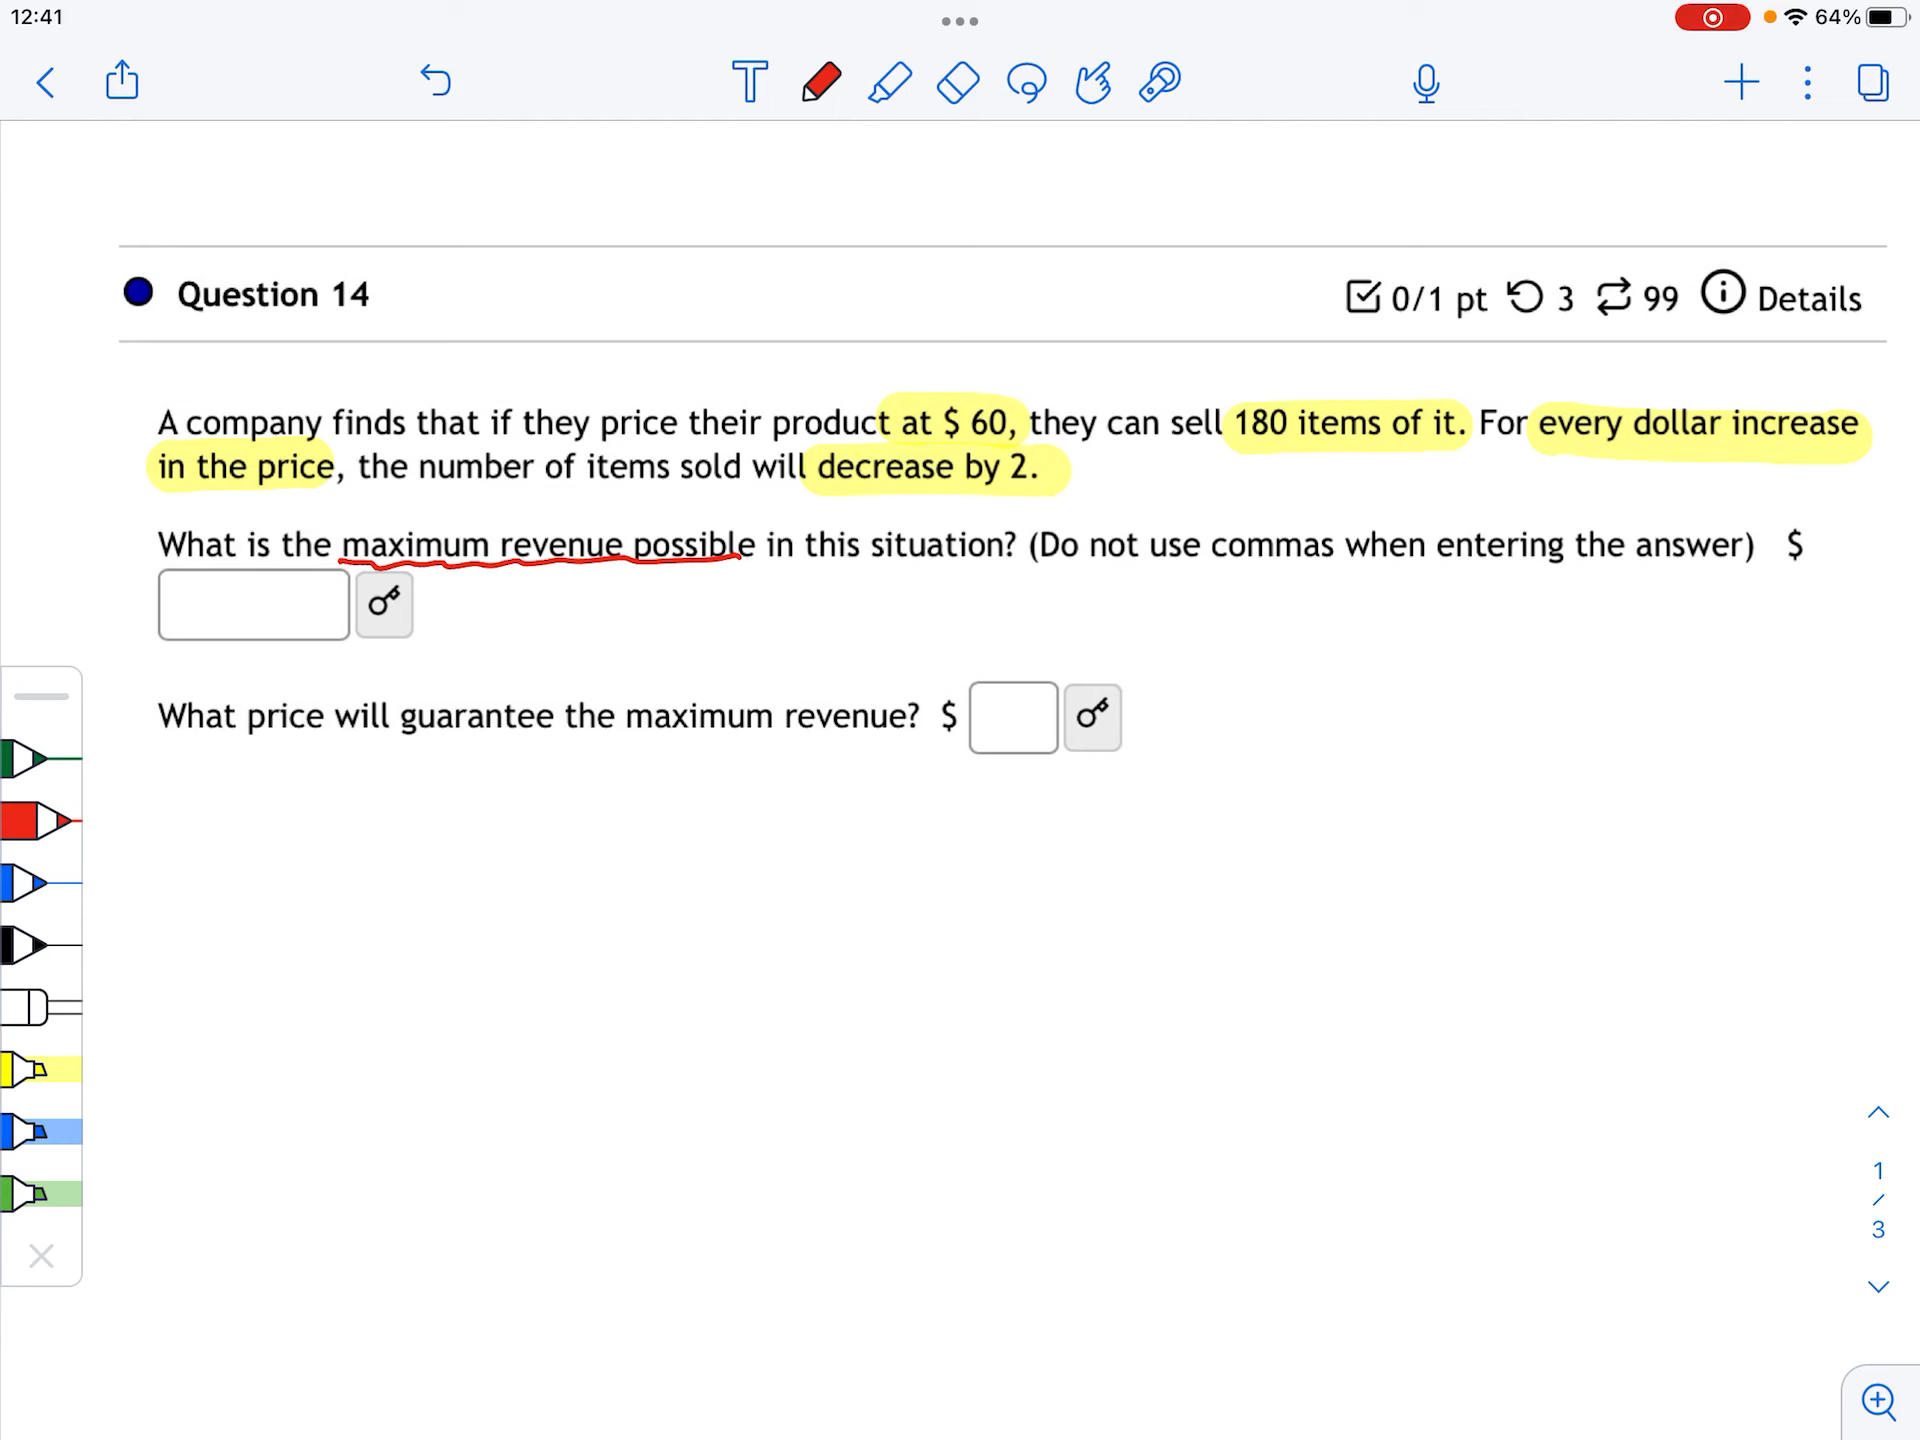 12:41
64%
Question 14
0/1 pt 3 99 Details
A company finds that if they price their product at $ 60, they can sell 180 items of it. For every dollar increase
in the price, the number of items sold will decrease by 2.
What is the maximum revenue possible in this situation? (Do not use commas when entering the answer) $
What price will guarantee the maximum revenue? $
1
/
3